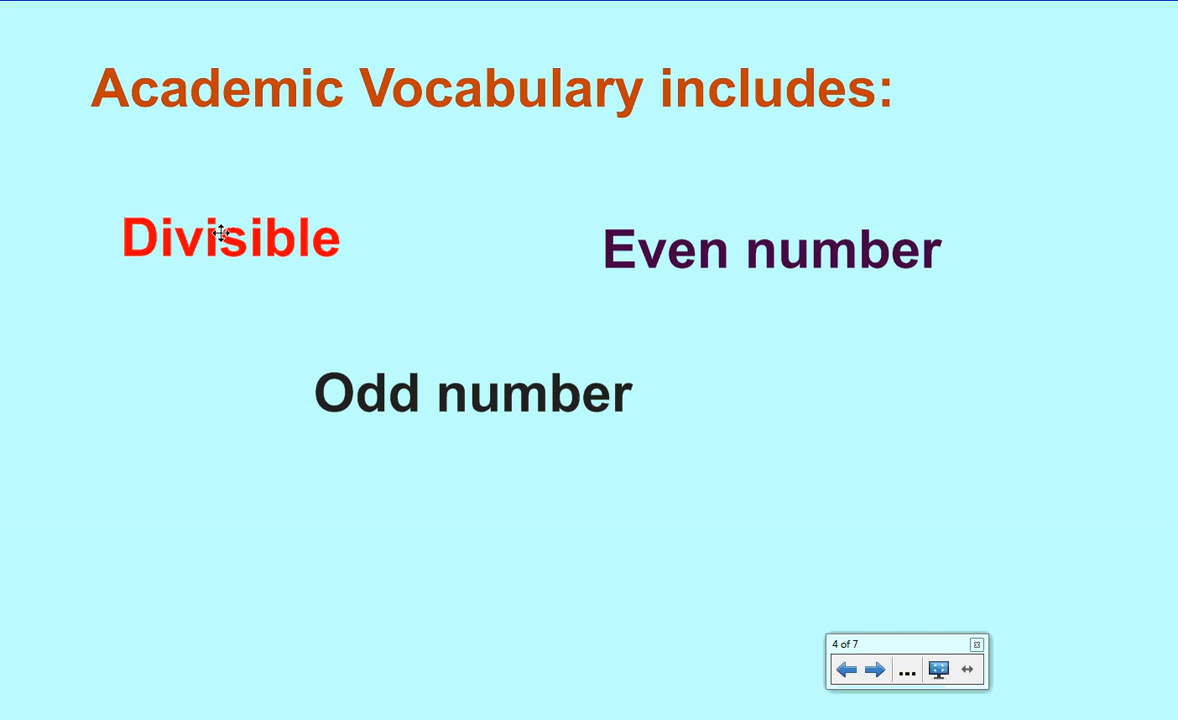 Academic Vocabulary includes:
Divisible
Even number
Odd number
4 of 7
...